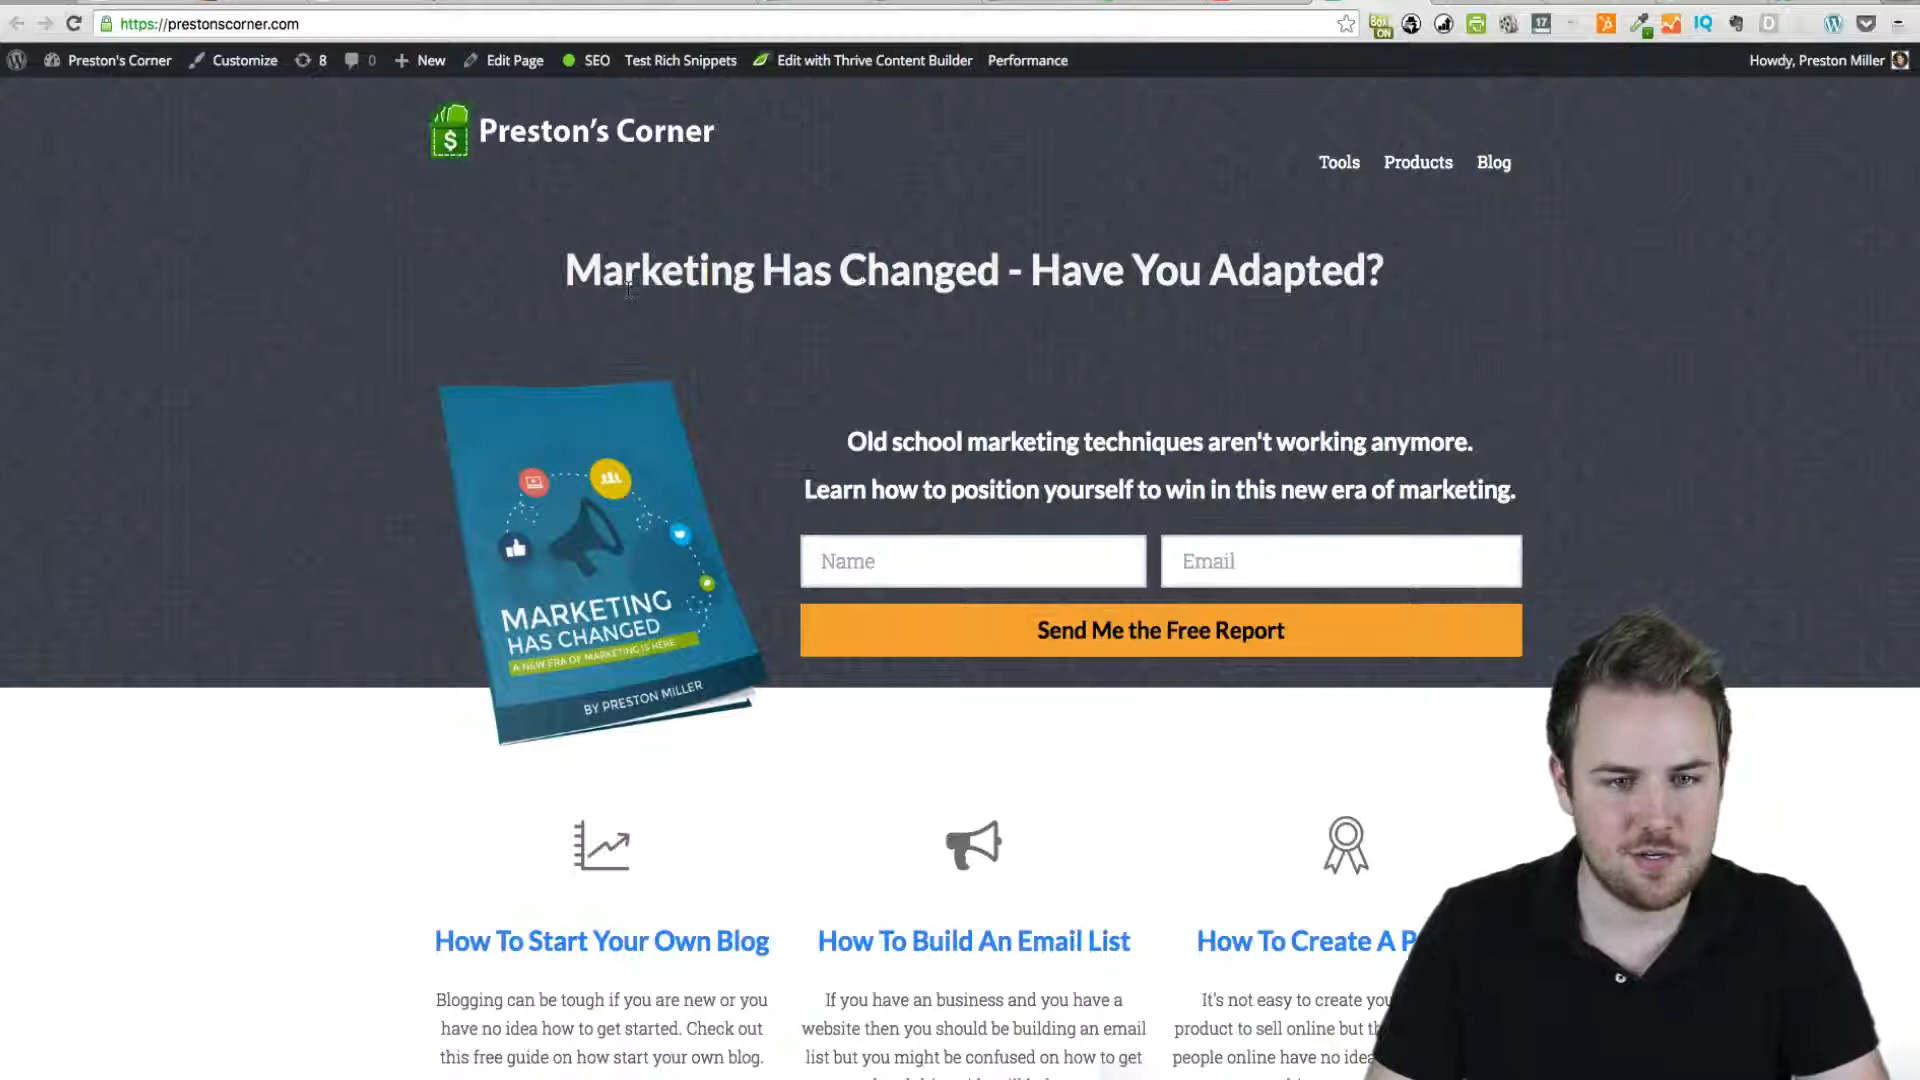 https://prestonscorner.com
Preston's Corner Customize 8 0 New Edit Page SEO Test Rich Snippets Edit with Thrive Content Builder Performance Howdy, Preston Miller
$ Preston's Corner
Tools Products Blog
Marketing Has Changed - Have You Adapted?
Old school marketing techniques aren't working anymore.
Learn how to position yourself to win in this new era of marketing.
Name Email
Send Me the Free Report
MARKETING
HAS CHANGED
A NEW ERA OF MARKETING IS HERE
BY PRESTON MILLER
How To Start Your Own Blog
Blogging can be tough if you are new or you
have no idea how to get started. Check out
this free guide on how start your own blog.
How To Build An Email List
If you have an business and you have a
website then you should be building an email
list but you might be confused on how to get
How To Create A P
It's not easy to create you
product to sell online but th
people online have no idea